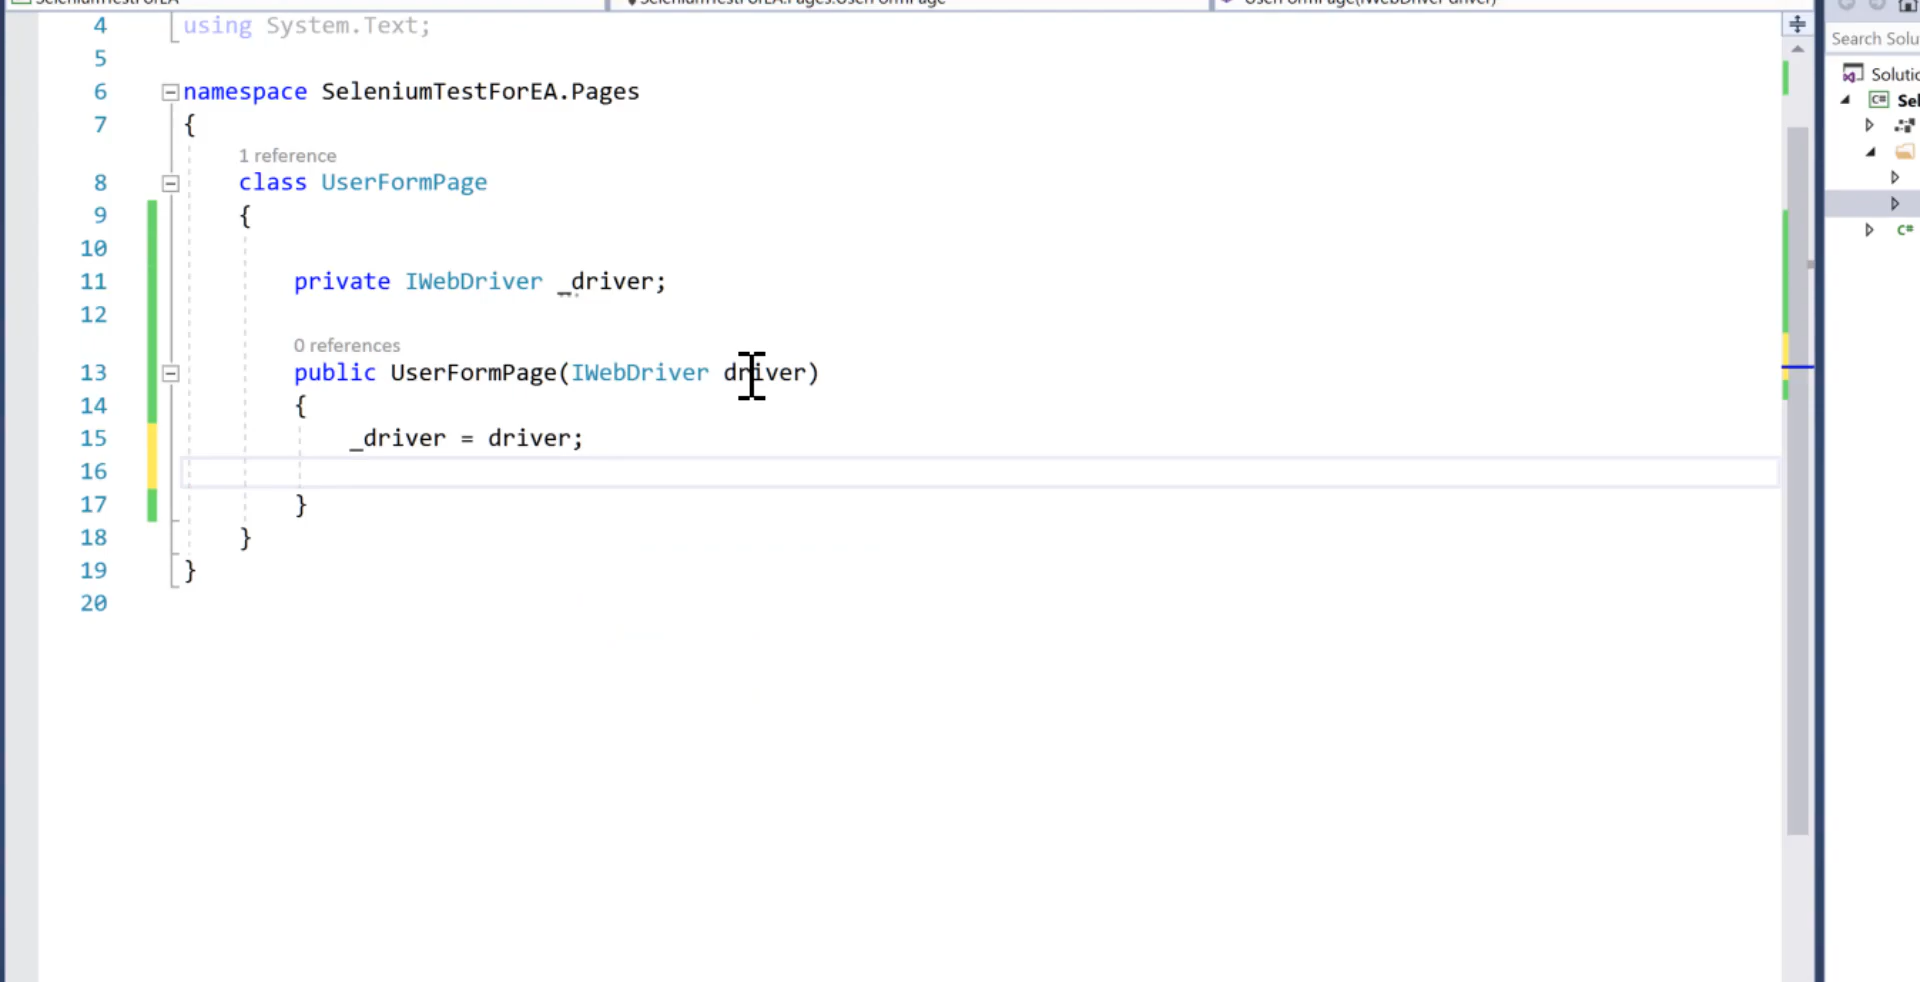 4 using System.Text;
5
6 namespace SeleniumTestForEA.Pages
7 {
1 reference
8 class UserFormPage
9 {
10
11 private IWebDriver _driver;
12
0 references
13 public UserFormPage(IWebDriver driver)
14 {
15 _driver = driver;
16
17 }
18 }
19 }
20
Search Solu
Solutio
C# Sel
C#